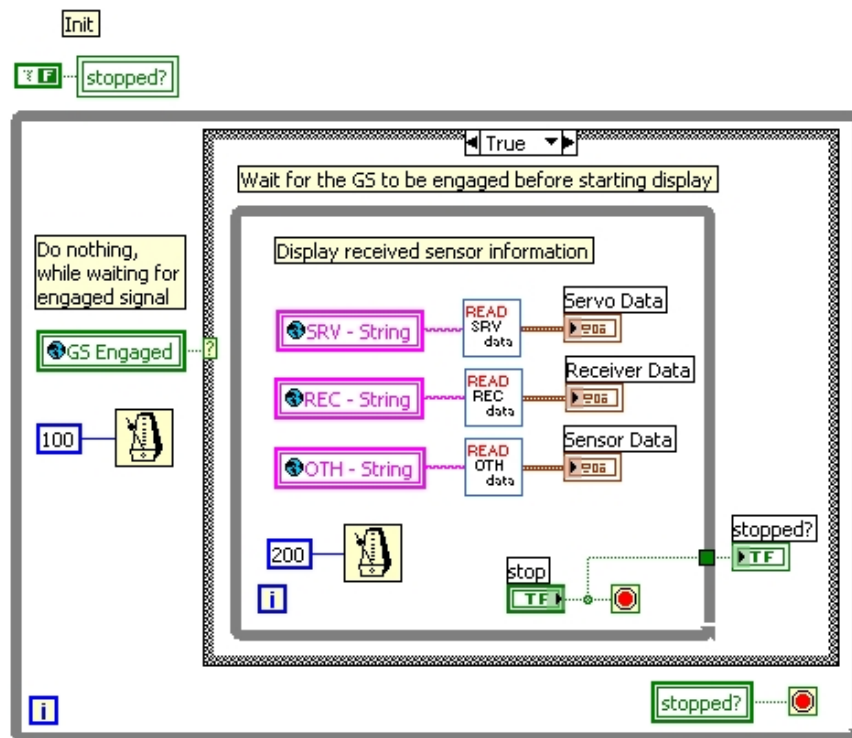 Init
F
stopped?
True
Wait for the GS to be engaged before starting display
Do nothing,
while waiting for
engaged signal
Display received sensor information
GS Engaged
?
SRV - String
READ
SRV
data
Servo Data
REC - String
READ
REC
data
Receiver Data
100
OTH - String
READ
OTH
data
Sensor Data
200
i
stop
TF
stopped?
TF
i
stopped?